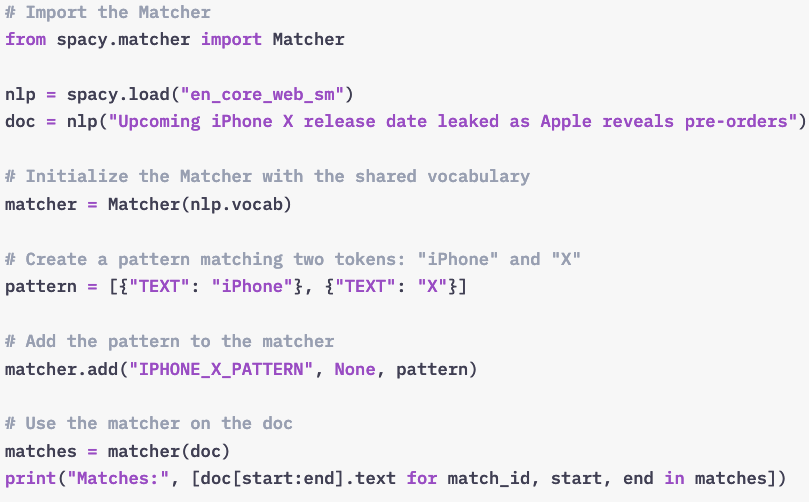 # Import the Matcher
from spacy.matcher import Matcher
nlp = spacy.load("en_core_web_sm")
doc = nlp("Upcoming iPhone X release date leaked as Apple reveals pre-orders")
# Initialize the Matcher with the shared vocabulary
matcher = Matcher(nlp.vocab)
# Create a pattern matching two tokens: "iPhone" and "X"
pattern = [{"TEXT": "iPhone"}, {"TEXT": "X"}]
# Add the pattern to the matcher
matcher.add("IPHONE_X_PATTERN", None, pattern)
# Use the matcher on the doc
matches = matcher(doc)
print("Matches:", [doc[start:end].text for match_id, start, end in matches])